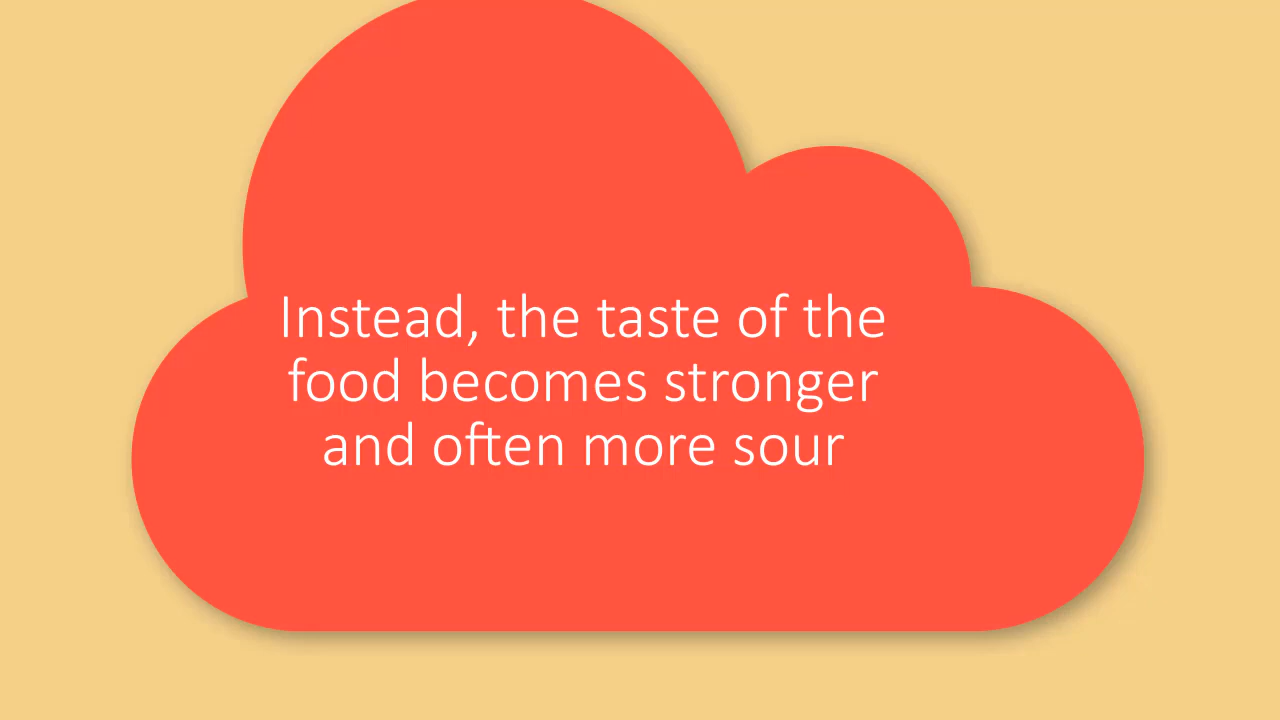 Instead, the taste of the
food becomes stronger
and often more sour